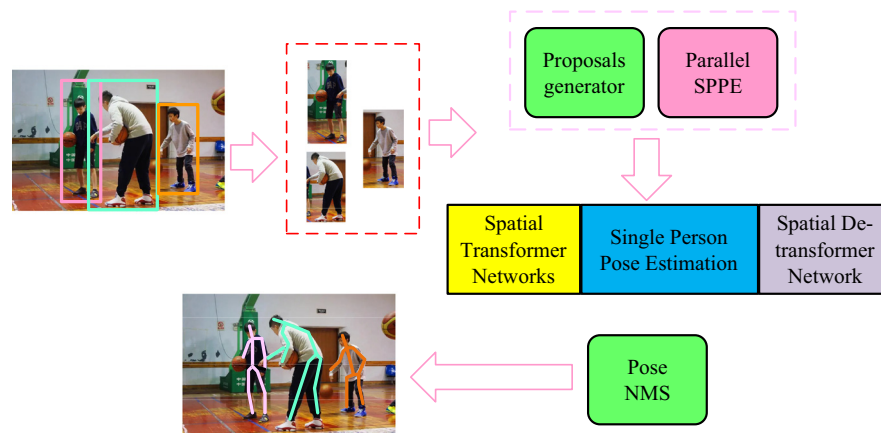 Proposals
generator
Parallel
SPPE
Spatial
Transformer
Networks
Single Person
Pose Estimation
Spatial De-
transformer
Network
Pose
NMS